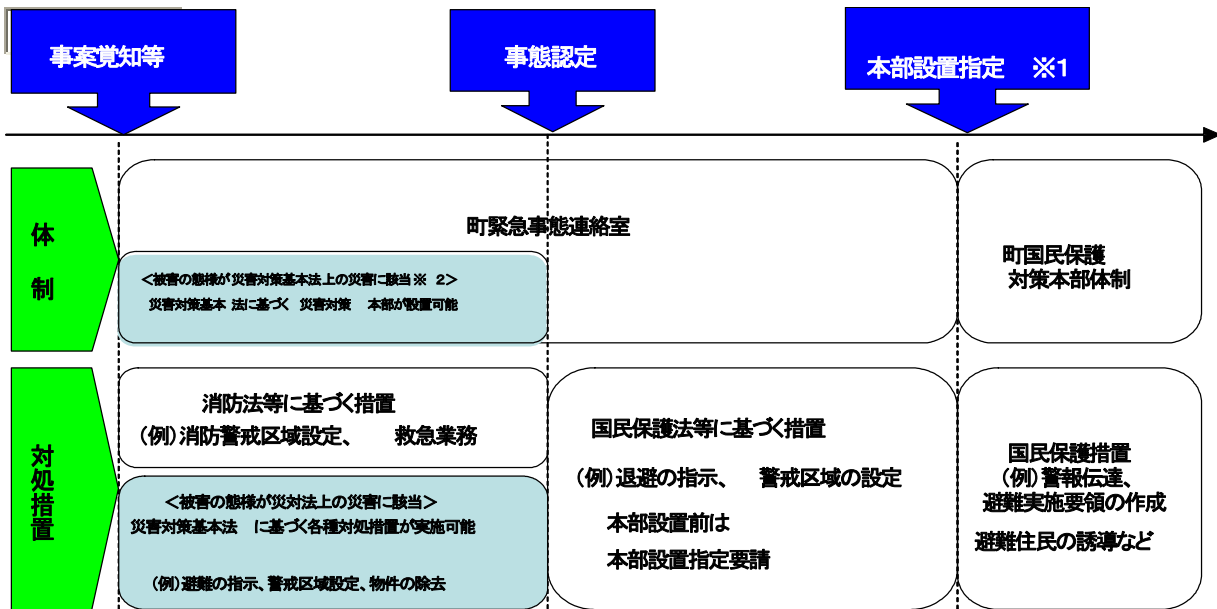 事案覚知等
事態認定
本部設置指定 ※1
体制
町緊急事態連絡室
<被害の態様が災害対策基本法上の災害に該当※ 2>
災害対策基本 法に基づく 災害対策 本部が設置可能
町国民保護
対策本部体制
対処措置
消防法等に基づく措置
(例)消防警戒区域設定、 救急業務
<被害の態様が災対法上の災害に該当>
災害対策基本法 に基づく各種対処措置が実施可能
(例)避難の指示、警戒区域設定、物件の除去
国民保護法等に基づく措置
(例)退避の指示、 警戒区域の設定
本部設置前は
本部設置指定要請
国民保護措置
(例)警報伝達、
避難実施要領の作成
避難住民の誘導など